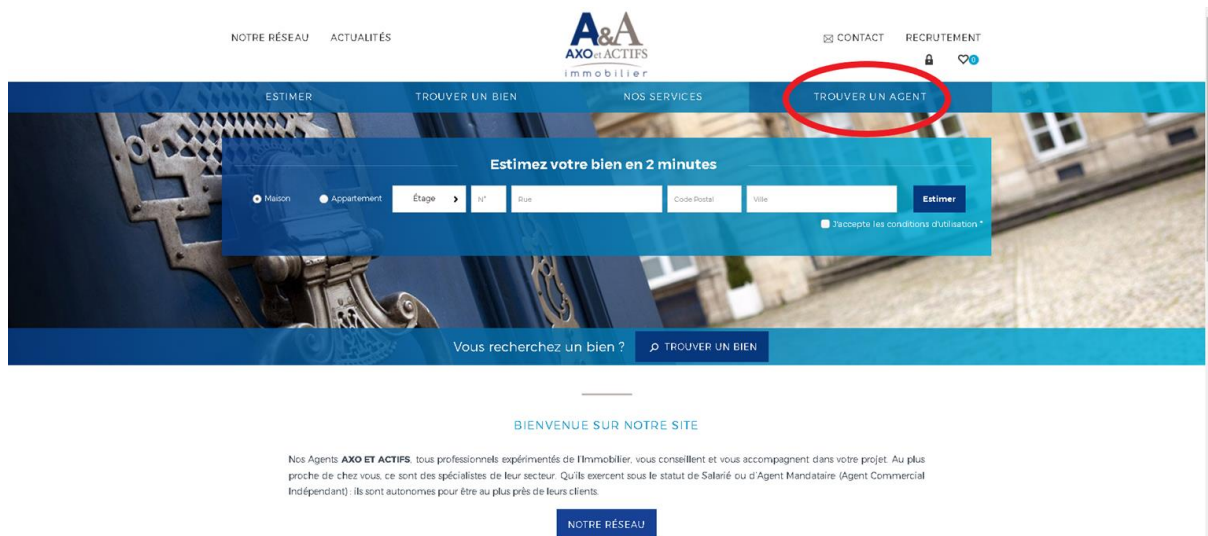 NOTRE RÉSEAU ACTUALITÉS
A&A
AXO et ACTIFS
immobilier
CONTACT RECRUTEMENT
0
ESTIMER TROUVER UN BIEN NOS SERVICES TROUVER UN AGENT
Estimez votre bien en 2 minutes
Maison Appartement Étage N° Rue Code Postal Ville Estimer
J'accepte les conditions d'utilisation *
Vous recherchez un bien ? TROUVER UN BIEN
BIENVENUE SUR NOTRE SITE
Nos Agents AXO ET ACTIFS, tous professionnels expérimentés de l'Immobilier, vous conseillent et vous accompagnent dans votre projet. Au plus
proche de chez vous, ce sont des spécialistes de leur secteur. Qu'ils exercent sous le statut de Salarié ou d'Agent Mandataire (Agent Commercial
Indépendant) : ils sont autonomes pour être au plus près de leurs clients.
NOTRE RÉSEAU